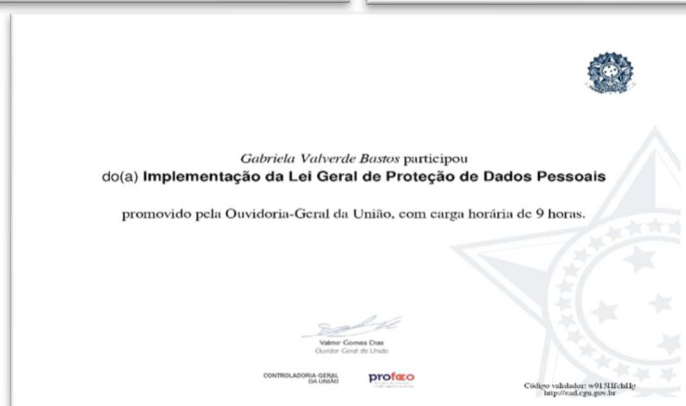 Gabriela Valverde Bastos participou
do(a) Implementação da Lei Geral de Proteção de Dados Pessoais
promovido pela Ouvidoria-Geral da União, com carga horária de 9 horas.
Valmir Gomes Dias
Ouvidor-Geral da União
CONTROLADORIA-GERAL
DA UNIÃO
profoco
Código validador:
http://ead.cgu.gov.br